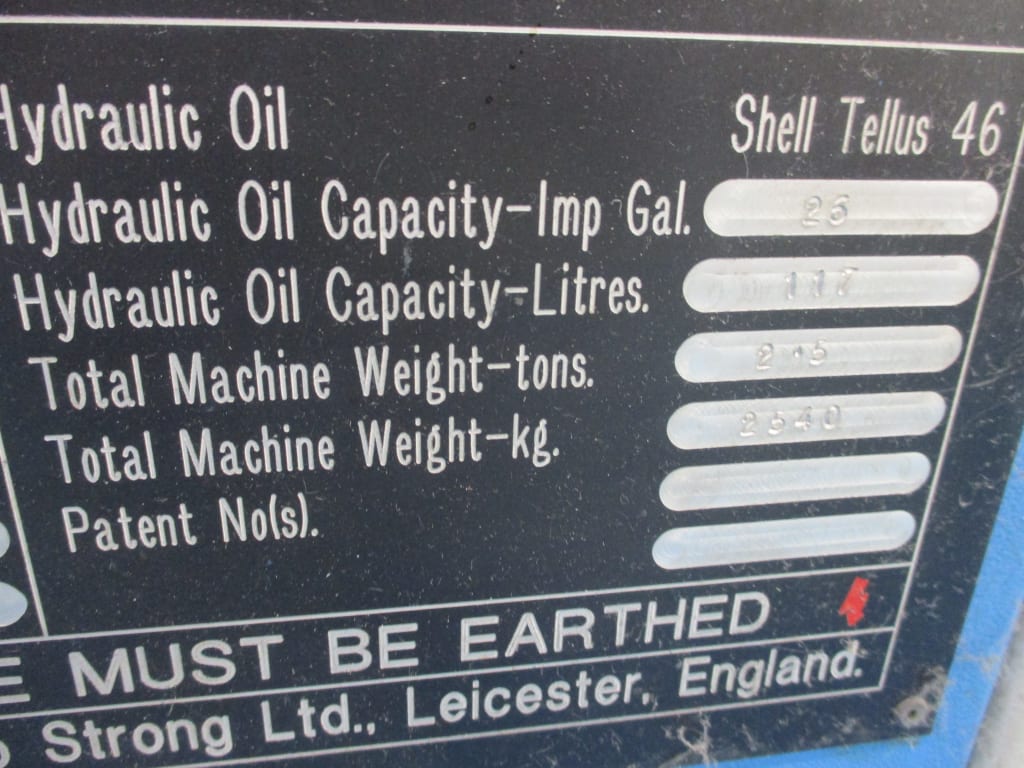 Hydraulic Oil Shell Tellus 46
Hydraulic Oil Capacity-Imp Gal. 26
Hydraulic Oil Capacity-Litres. 117
Total Machine Weight-tons. 2.5
Total Machine Weight-kg. 2540
Patent No(s).
MUST BE EARTHED
Strong Ltd., Leicester, England.